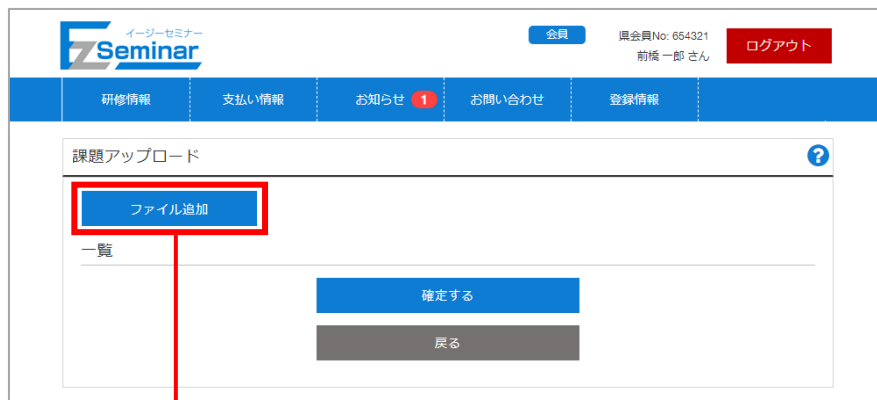 イージーセミナー
EzSeminar
会員
県会員No: 654321
前橋 一郎 さん
ログアウト
研修情報
支払い情報
お知らせ 1
お問い合わせ
登録情報
課題アップロード
?
ファイル追加
一覧
確定する
戻る